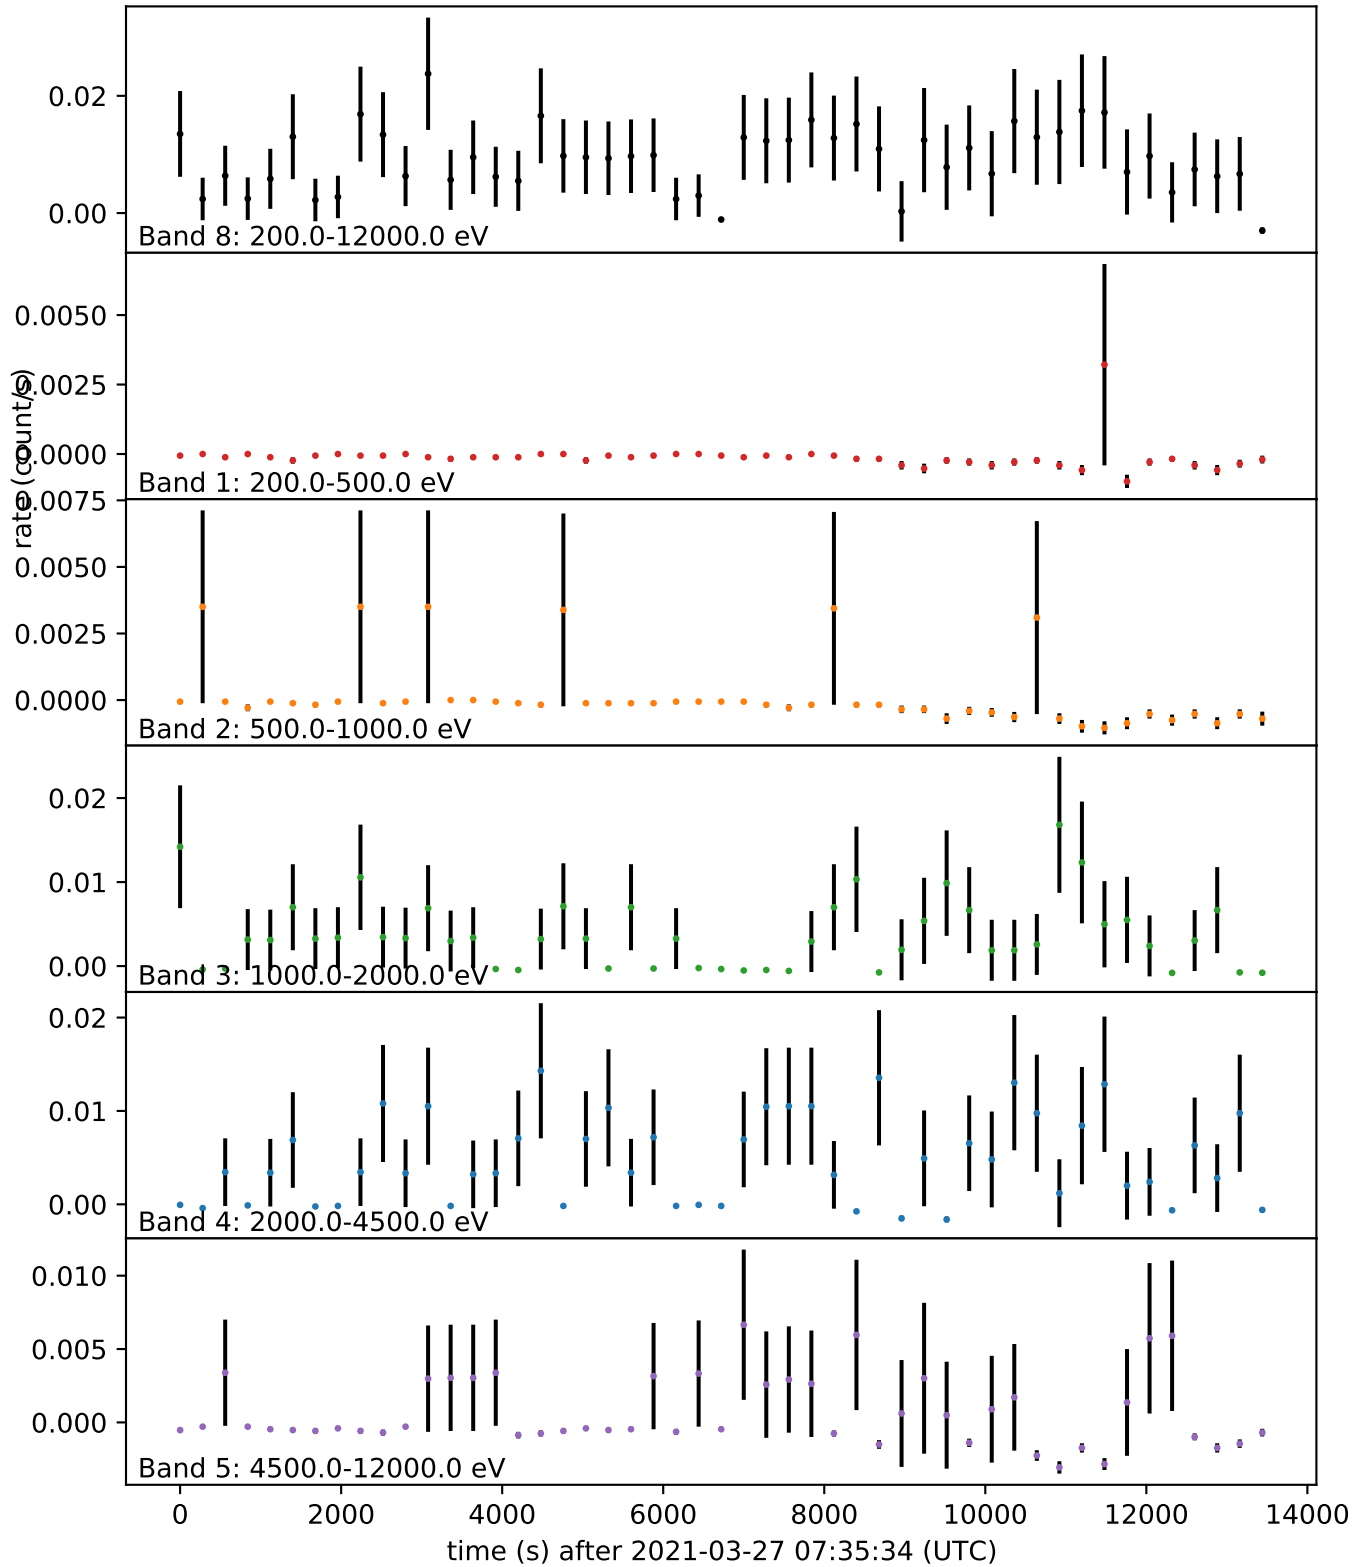 0.02
0.00
Band 8: 200.0-12000.0 eV
rate (count/s)
0.0050
0.0025
0.0000
Band 1: 200.0-500.0 eV
0.0075
0.0050
0.0025
0.0000
Band 2: 500.0-1000.0 eV
0.02
0.01
0.00
Band 3: 1000.0-2000.0 eV
0.02
0.01
0.00
Band 4: 2000.0-4500.0 eV
0.010
0.005
0.000
Band 5: 4500.0-12000.0 eV
0 2000 4000 6000 8000 10000 12000 14000
time (s) after 2021-03-27 07:35:34 (UTC)